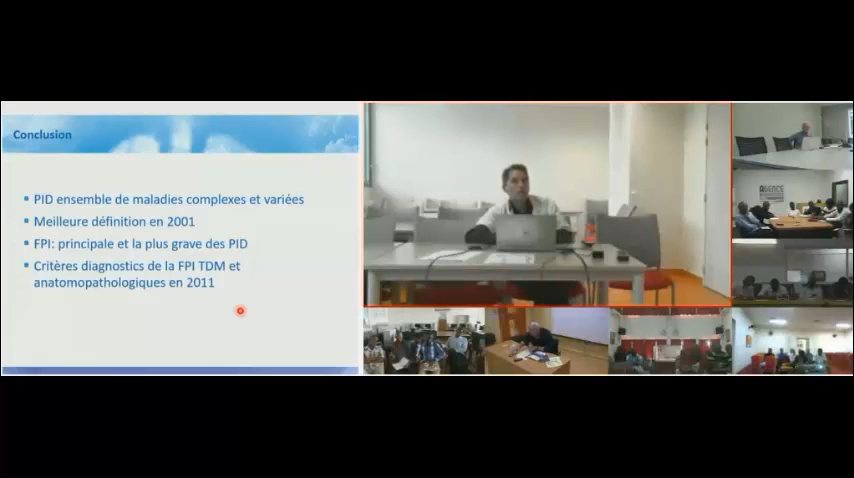 Conclusion
PID ensemble de maladies complexes et variées
Meilleure définition en 2001
FPI: principale et la plus grave des PID
Critères diagnostics de la FPI TDM et
anatomopathologiques en 2011